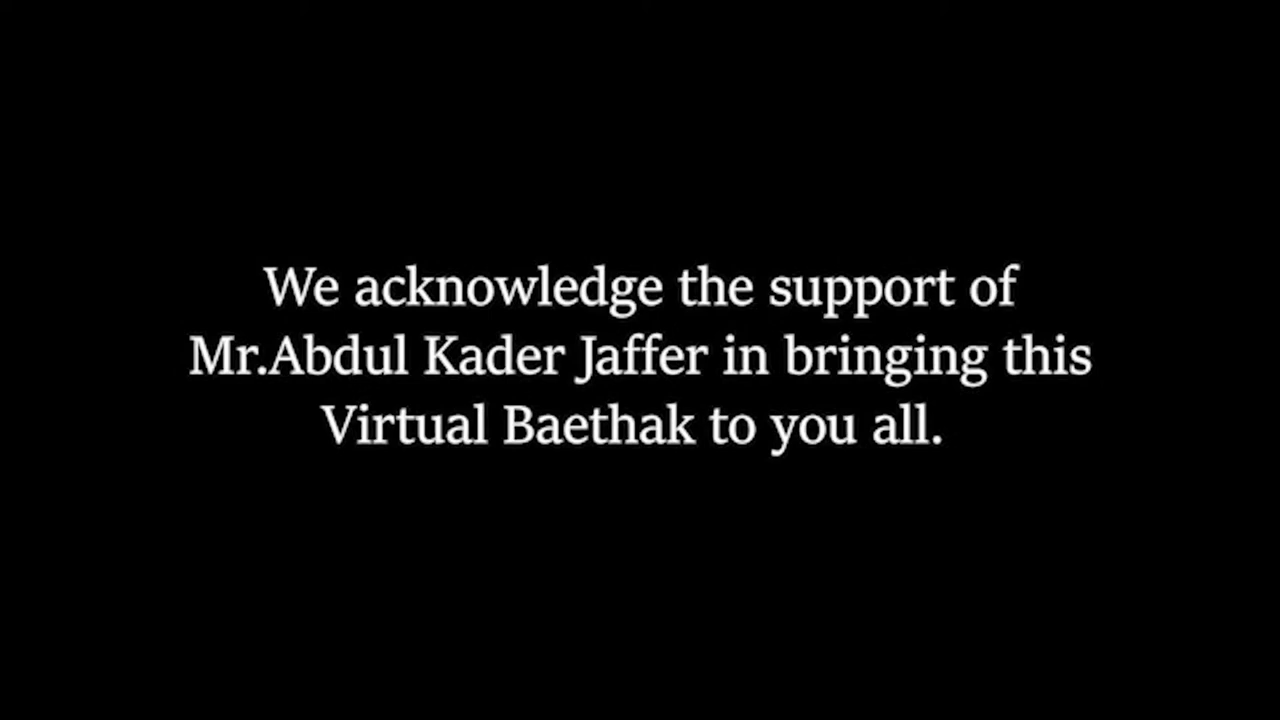 We acknowledge the support of
Mr.Abdul Kader Jaffer in bringing this
Virtual Baethak to you all.